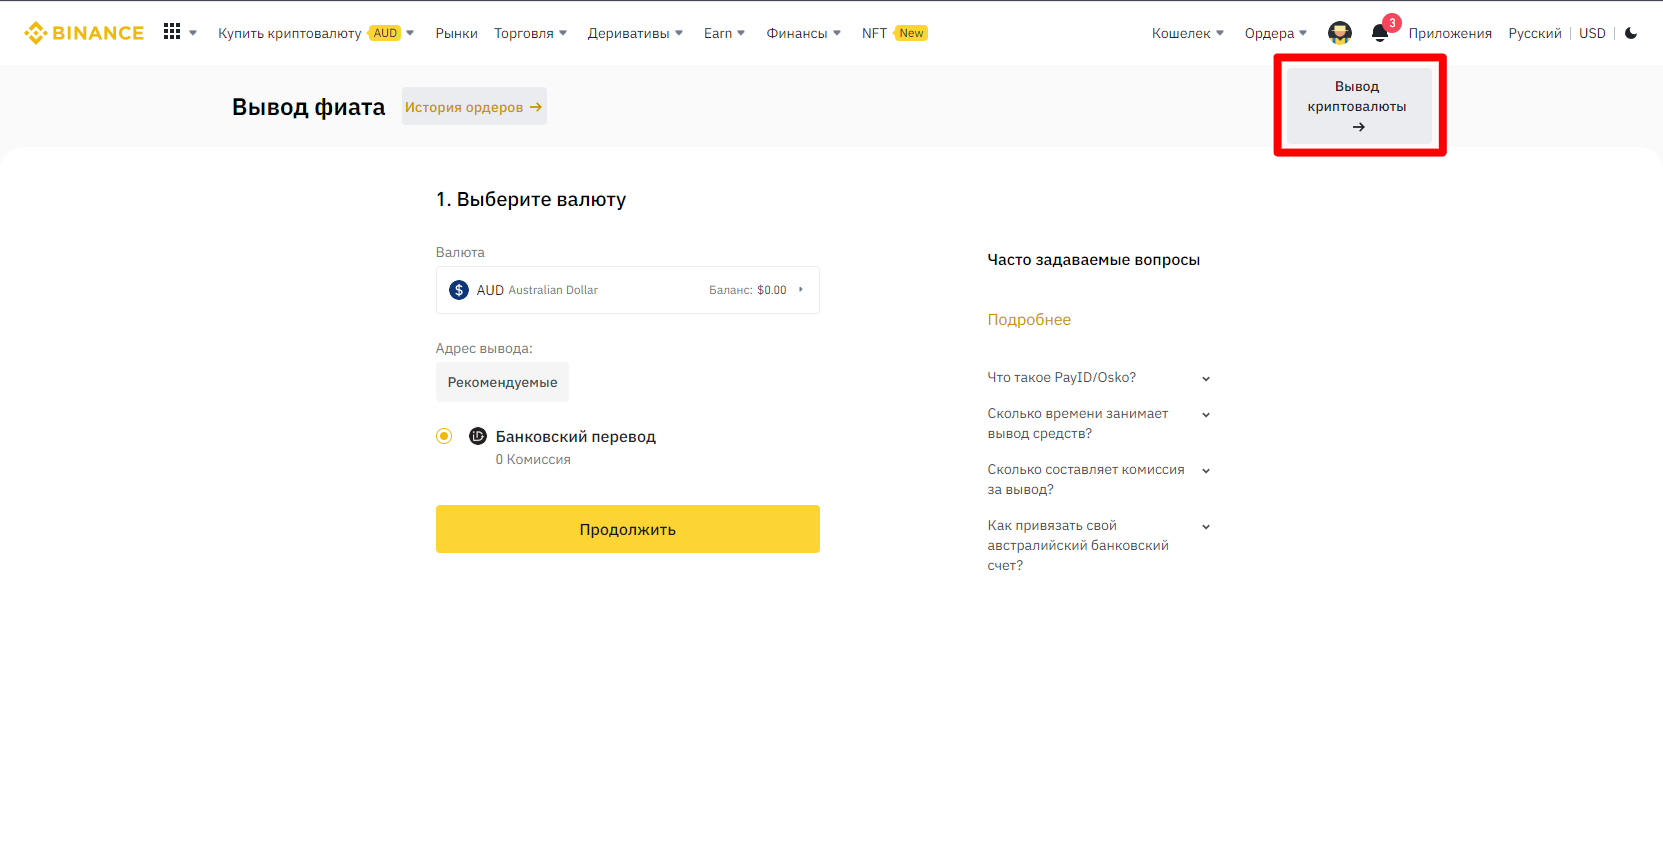 BINANCE Купить криптовалюту AUD Рынки Торговля Деривативы Earn Финансы NFT New Кошелек Ордера 3 Приложения Русский USD
Вывод фиата История ордеров →
Вывод
криптовалюты
→
1. Выберите валюту
Валюта
$ AUD Australian Dollar Баланс: $0.00
Адрес вывода:
Рекомендуемые
iD Банковский перевод
0 Комиссия
Продолжить
Часто задаваемые вопросы
Подробнее
Что такое PayID/Osko?
Сколько времени занимает
вывод средств?
Сколько составляет комиссия
за вывод?
Как привязать свой
австралийский банковский
счет?